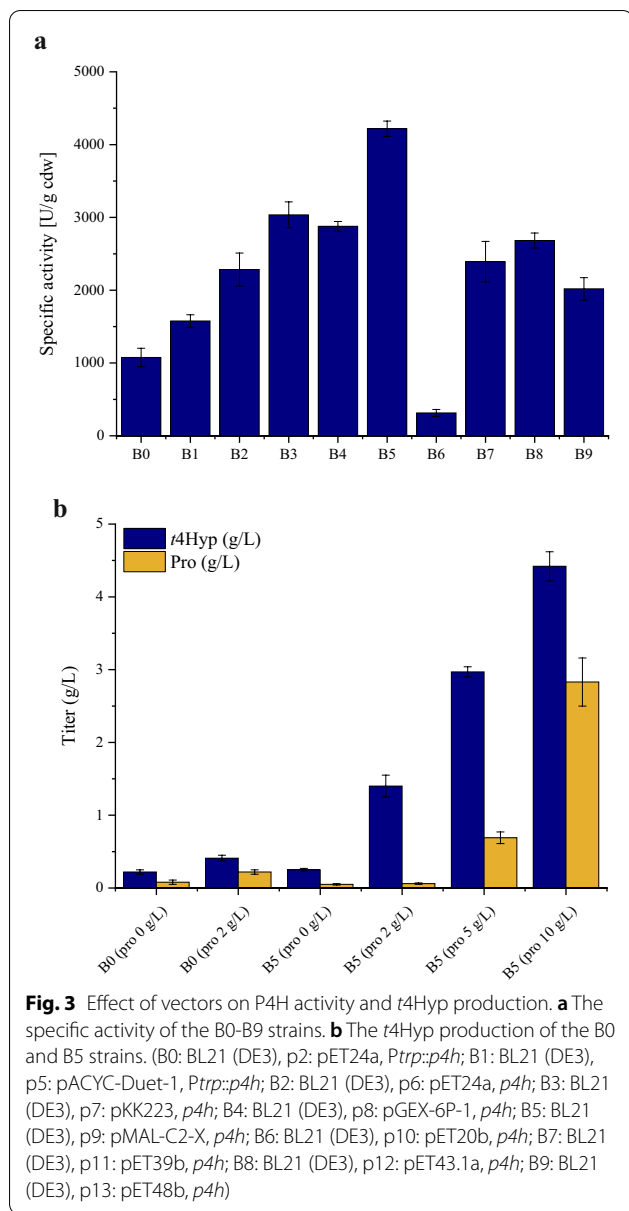 a
5000
4000
3000
2000
1000
0
Specific activity [U/g cdw]
B0 B1 B2 B3 B4 B5 B6 B7 B8 B9
b
t4Hyp (g/L)
Pro (g/L)
5
4
3
2
1
0
Titer (g/L)
B0 (pro 0 g/L) B0 (pro 2 g/L) B5 (pro 0 g/L) B5 (pro 2 g/L) B5 (pro 5 g/L) B5 (pro 10 g/L)
Fig. 3 Effect of vectors on P4H activity and t4Hyp production. a The
specific activity of the B0-B9 strains. b The t4Hyp production of the B0
and B5 strains. (B0: BL21 (DE3), p2: pET24a, Ptrp::p4h; B1: BL21 (DE3),
p5: pACYC-Duet-1, Ptrp::p4h; B2: BL21 (DE3), p6: pET24a, p4h; B3: BL21
(DE3), p7: pKK223, p4h; B4: BL21 (DE3), p8: pGEX-6P-1, p4h; B5: BL21
(DE3), p9: pMAL-C2-X, p4h; B6: BL21 (DE3), p10: pET20b, p4h; B7: BL21
(DE3), p11: pET39b, p4h; B8: BL21 (DE3), p12: pET43.1a, p4h; B9: BL21
(DE3), p13: pET48b, p4h)